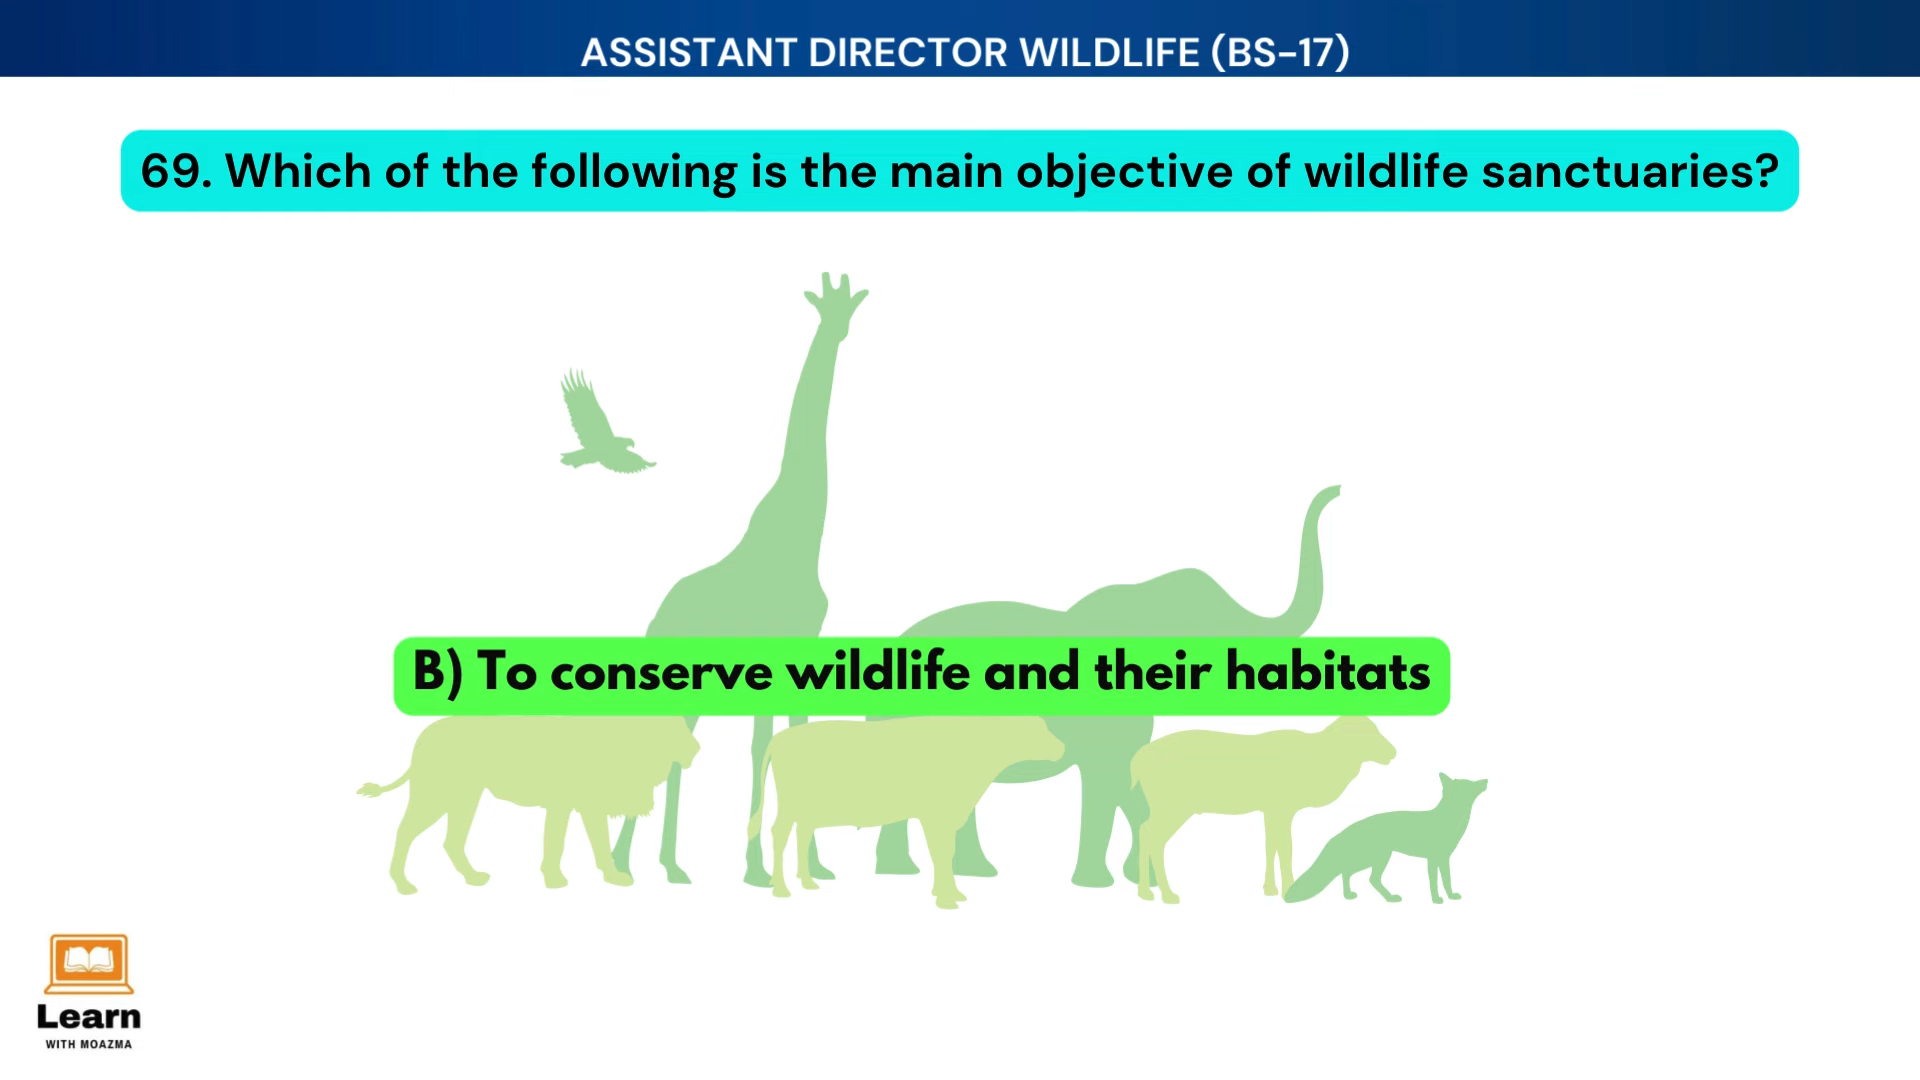 ASSISTANT DIRECTOR WILDLIFE (BS-17)
69. Which of the following is the main objective of wildlife sanctuaries?
B) To conserve wildlife and their habitats
Learn
WITH MOAZMA